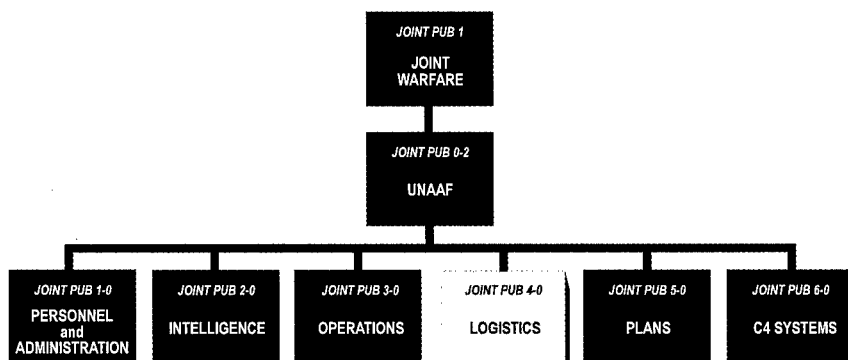 JOINT PUB 1
JOINT
WARFARE
JOINT PUB 0-2
UNAAF
JOINT PUB 1-0
PERSONNEL
and
ADMINISTRATION
JOINT PUB 2-0
INTELLIGENCE
JOINT PUB 3-0
OPERATIONS
JOINT PUB 4-0
LOGISTICS
JOINT PUB 5-0
PLANS
JOINT PUB 6-0
C4 SYSTEMS